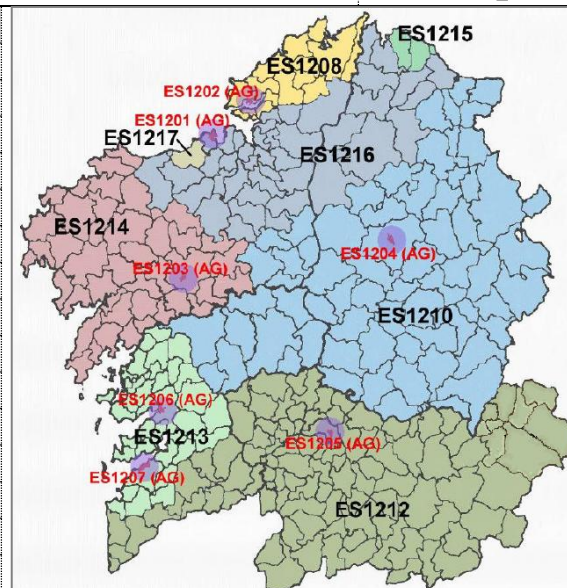 ES1215
ES1208
ES1202 (AG)
ES1201 (AG)
ES1217
ES1216
ES1214
ES1204 (AG)
ES1203 (AG)
ES1210
ES1206 (AG)
ES1213
ES1205 (AG)
ES1207 (AG)
ES1212